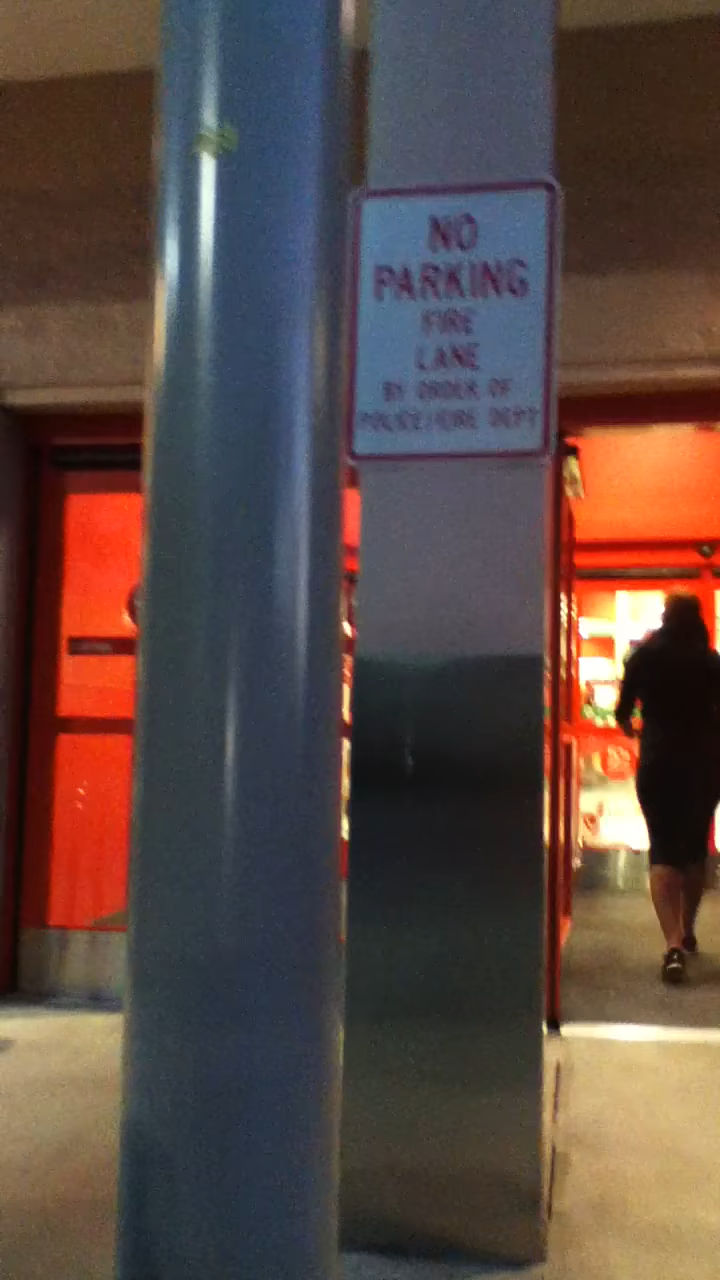 NO
PARKING
FIRE
LANE
BY ORDER OF
POLICE/FIRE DEPT